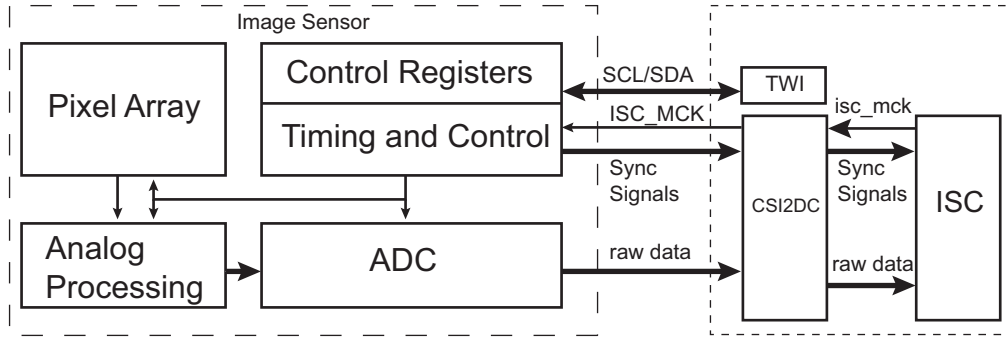 Image Sensor
Pixel Array
Control Registers
Timing and Control
SCL/SDA
TWI
ISC_MCK
isc_mck
Sync
Signals
CSI2DC
Sync
Signals
ISC
Analog
Processing
ADC
raw data
raw data